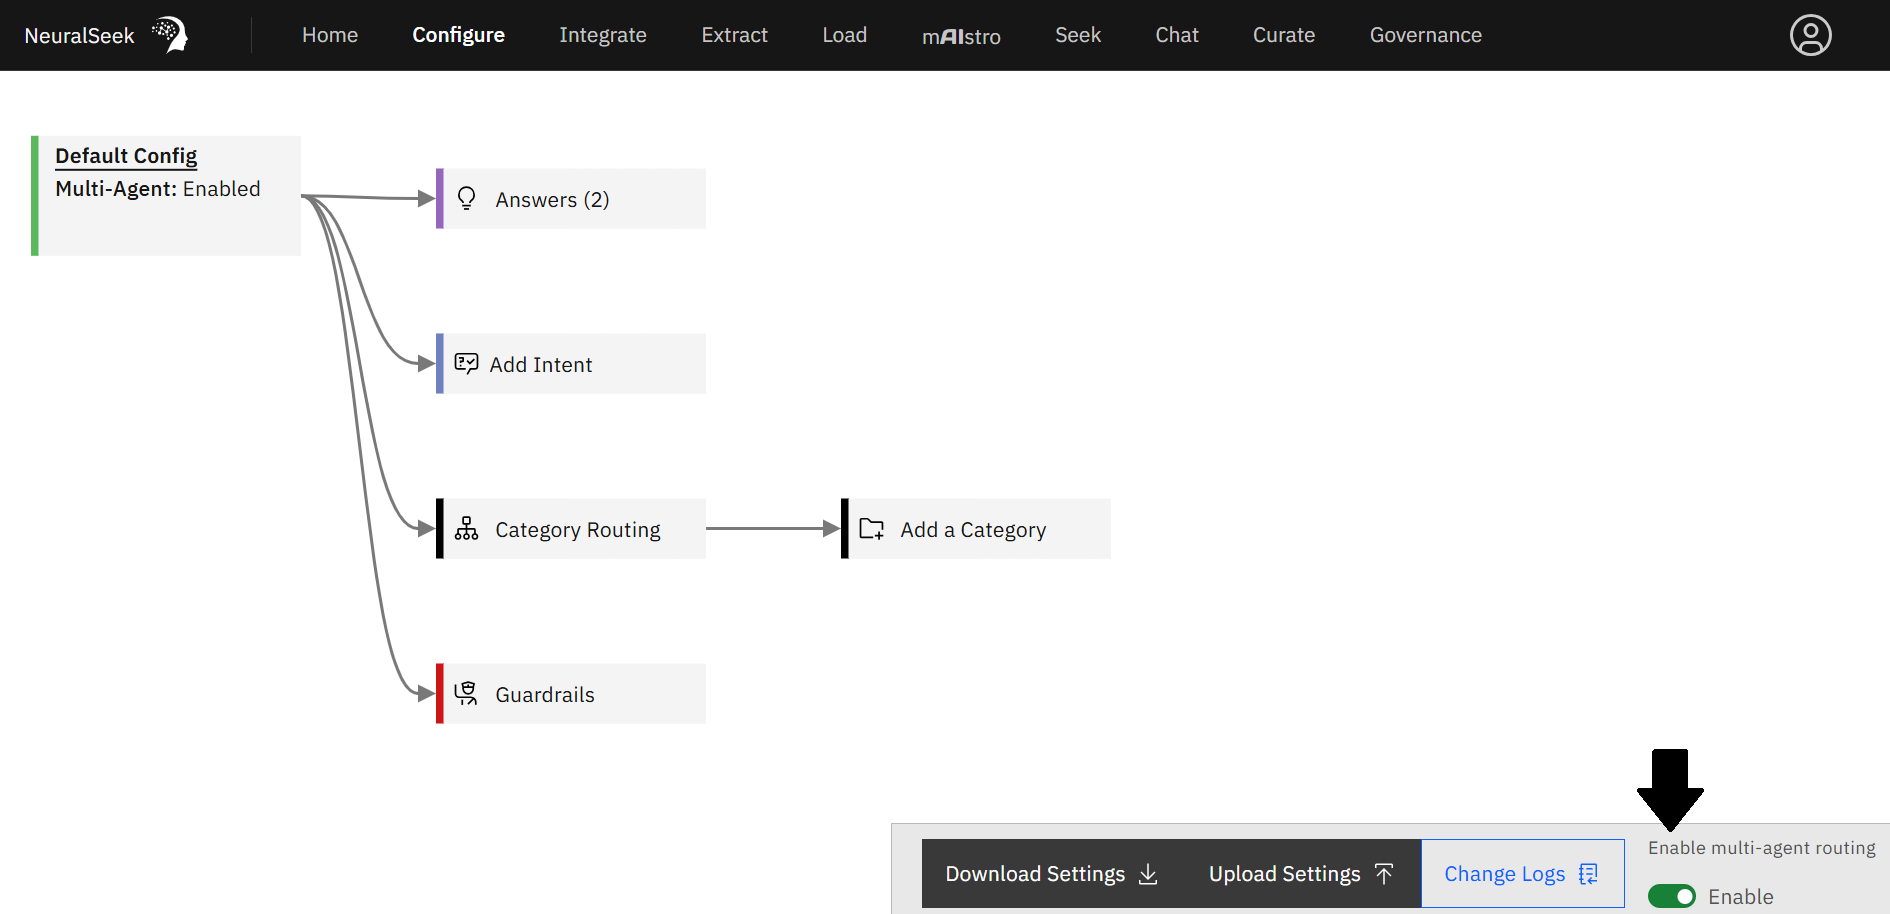 NeuralSeek
Home
Configure
Integrate
Extract
Load
mAIstro
Seek
Chat
Curate
Governance
Default Config
Multi-Agent: Enabled
Answers (2)
Add Intent
Category Routing
Add a Category
Guardrails
Download Settings
Upload Settings
Change Logs
Enable multi-agent routing
Enable